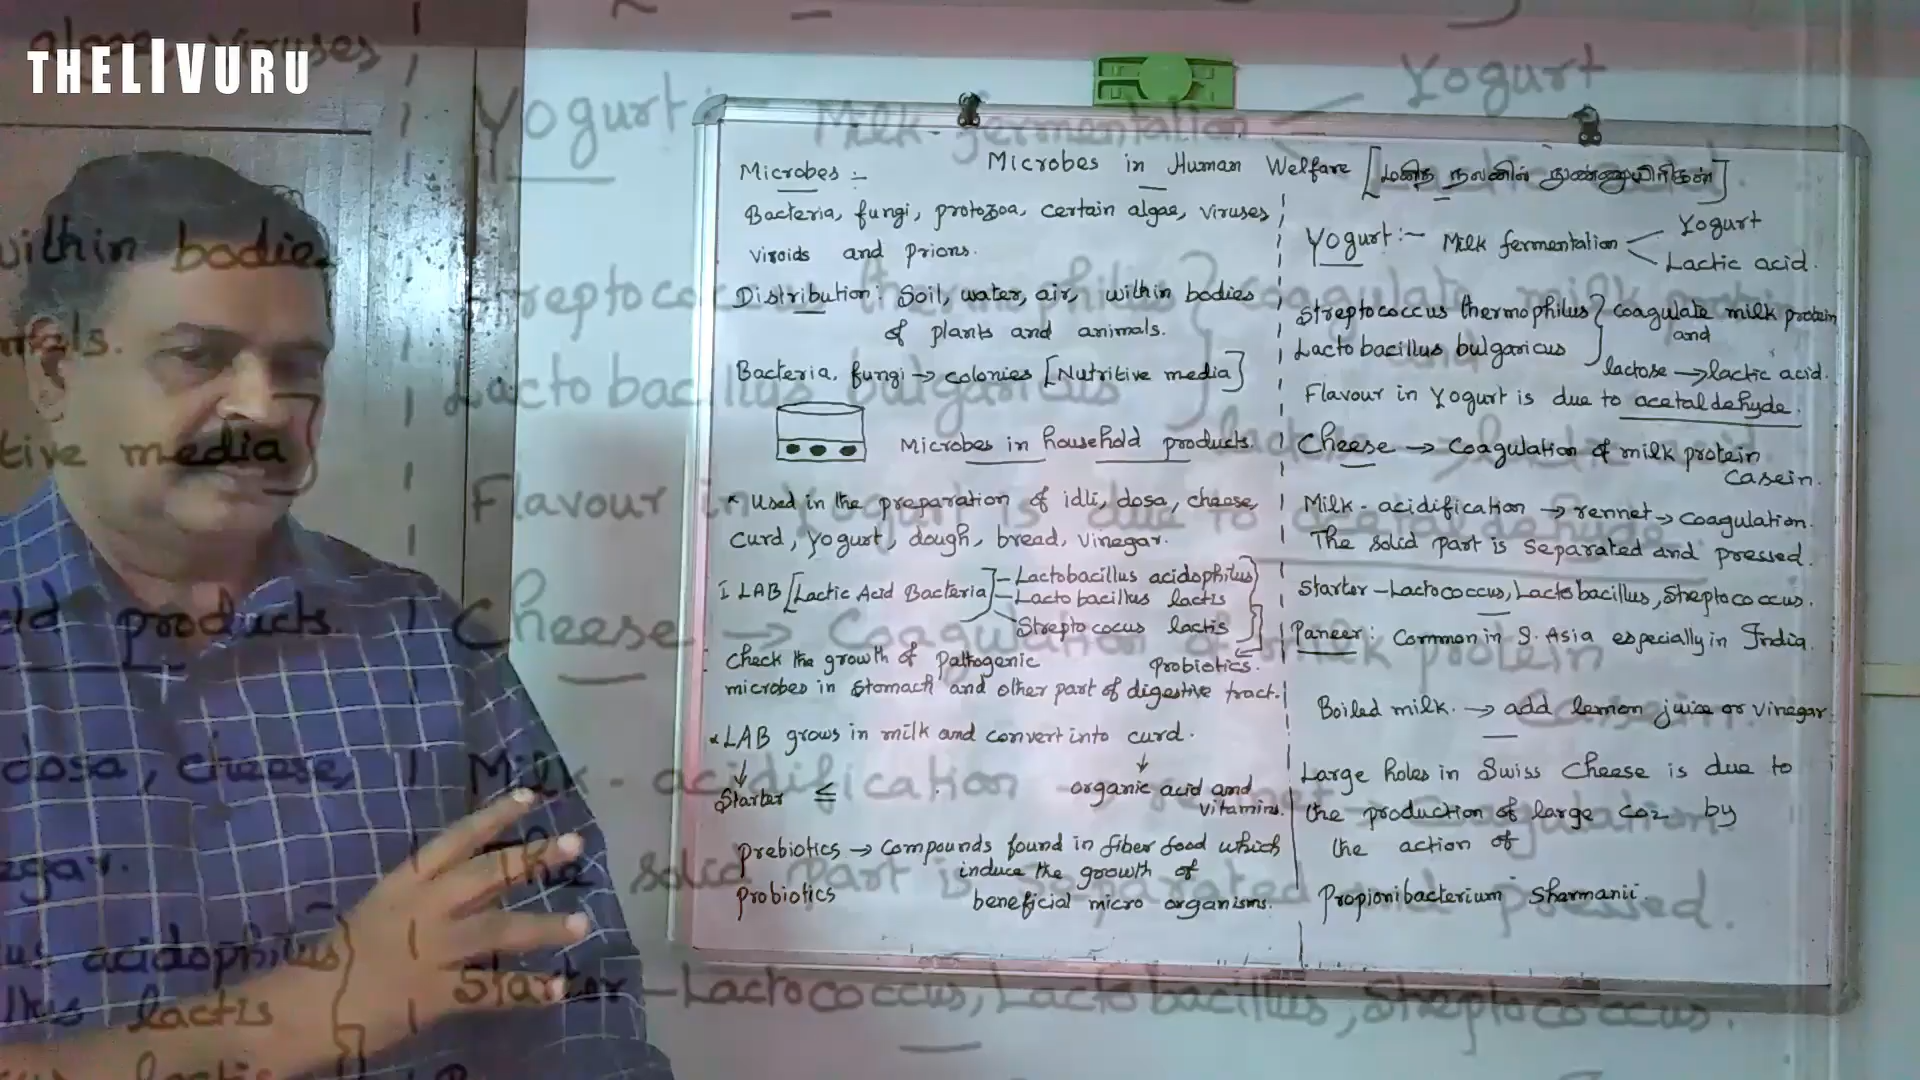 THELIVURU
Microbes in Human Welfare [மனித நலனில் நுண்ணுயிரிகள்]
Microbes :-
Bacteria, fungi, protozoa, certain algae, viruses,
viroids and prions.
Distribution: Soil, water, air, within bodies
of plants and animals.
Bacteria, fungi → colonies [Nutritive media]
Microbes in household products.
* Used in the preparation of idli, dosa, cheese,
curd, yogurt, dough, bread, vinegar.
I LAB [Lactic Acid Bacteria]
Lactobacillus acidophilus
Lactobacillus lactis
Streptococus lactis
Probiotics.
Check the growth of pathogenic
microbes in stomach and other part of digestive tract.
* LAB grows in milk and convert into curd.
Starter ≤
organic acid and
vitamins.
Prebiotics → Compounds found in fiber food which
induce the growth of
Probiotics beneficial micro organisms.
Yogurt :- Milk fermentation
Yogurt
Lactic acid.
Streptococcus thermophilus } coagulate milk protein
and
Lactobacillus bulgaricus
lactose → lactic acid.
Flavour in Yogurt is due to acetaldehyde.
Cheese → Coagulation of milk protein
Casein.
Milk - acidification → rennet → coagulation.
The solid part is separated and pressed.
Starter - Lactococcus, Lactobacillus, Streptococcus.
Paneer: Common in S. Asia especially in India.
Boiled milk. → add lemon juice or vinegar
Large holes in Swiss cheese is due to
the production of large CO2 by
the action of
Propionibacterium Shermanii.